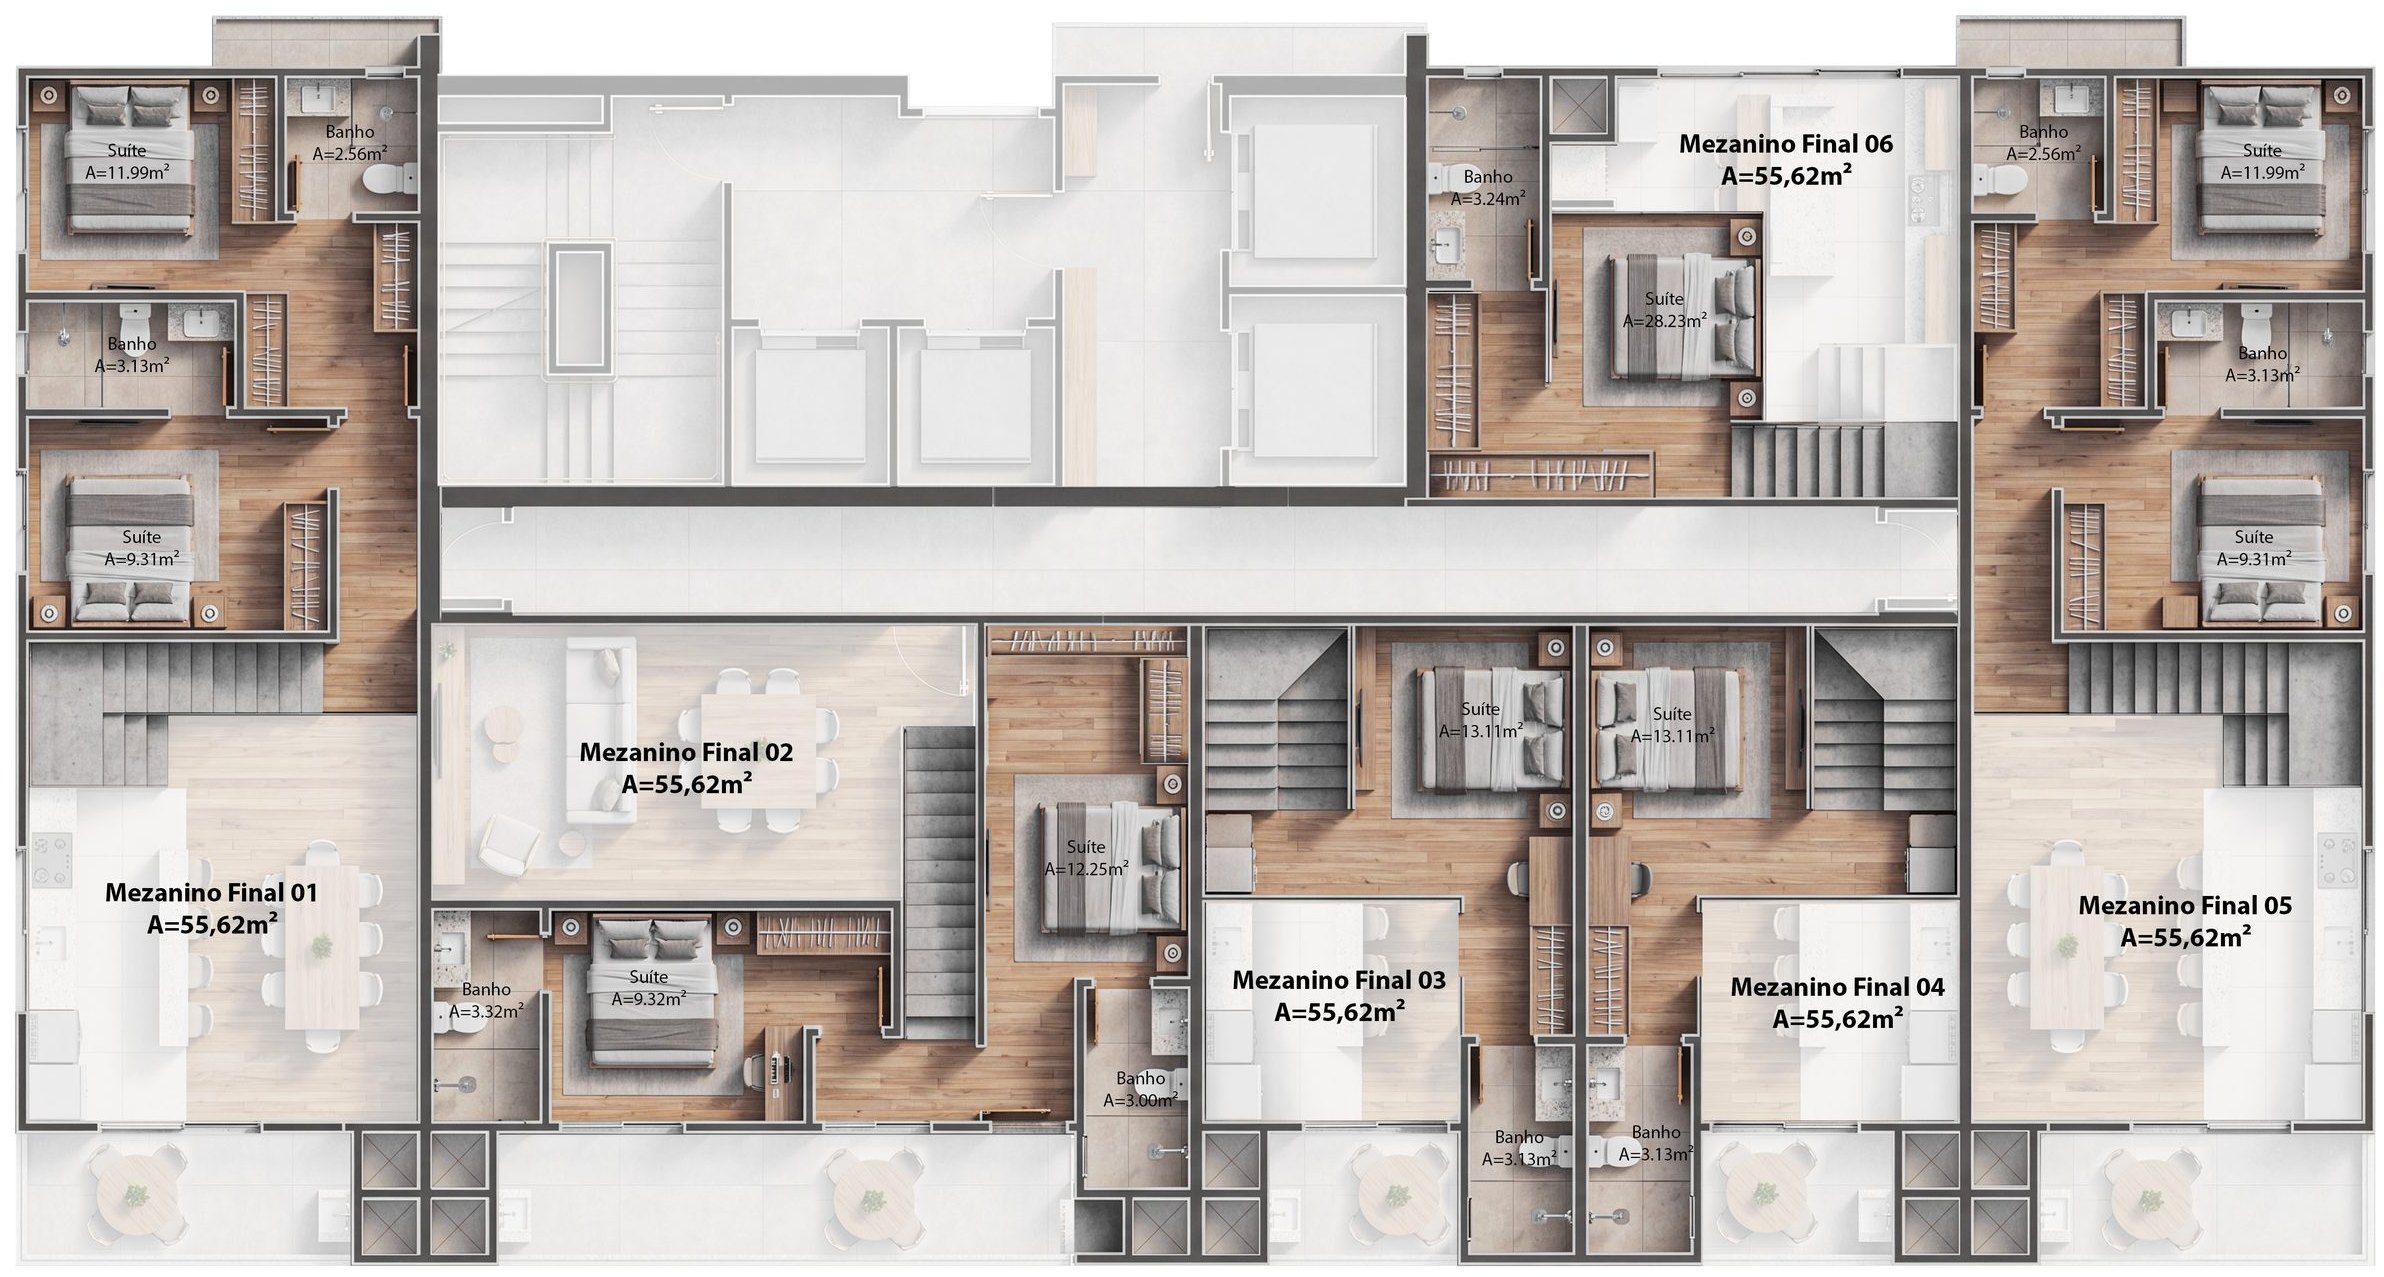 Suíte
A=11.99m²
Banho
A=2.56m²
Banho
A=3.13m²
Suíte
A=9.31m²
Mezanino Final 01
A=55,62m²
Mezanino Final 02
A=55,62m²
Banho
A=3.32m²
Suíte
A=9.32m²
Suíte
A=12.25m²
Banho
A=3.00m²
Suíte
A=13.11m²
Mezanino Final 03
A=55,62m²
Banho
A=3.13m²
Suíte
A=13.11m²
Mezanino Final 04
A=55,62m²
Banho
A=3.13m²
Banho
A=3.24m²
Suíte
A=28.23m²
Mezanino Final 06
A=55,62m²
Banho
A=2.56m²
Suíte
A=11.99m²
Banho
A=3.13m²
Suíte
A=9.31m²
Mezanino Final 05
A=55,62m²